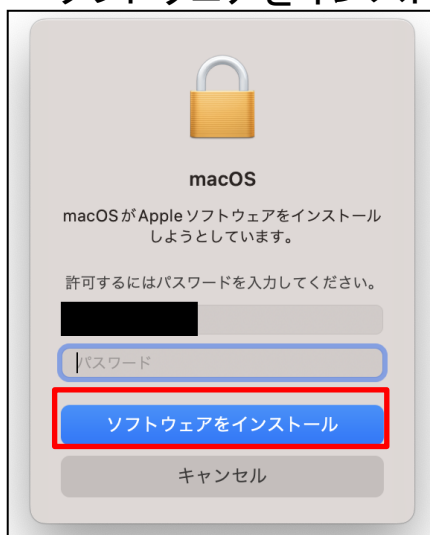 ソフトウェアをインスト
macOS
macOSがAppleソフトウェアをインストール
しようとしています。
許可するにはパスワードを入力してください。
パスワード
ソフトウェアをインストール
キャンセル